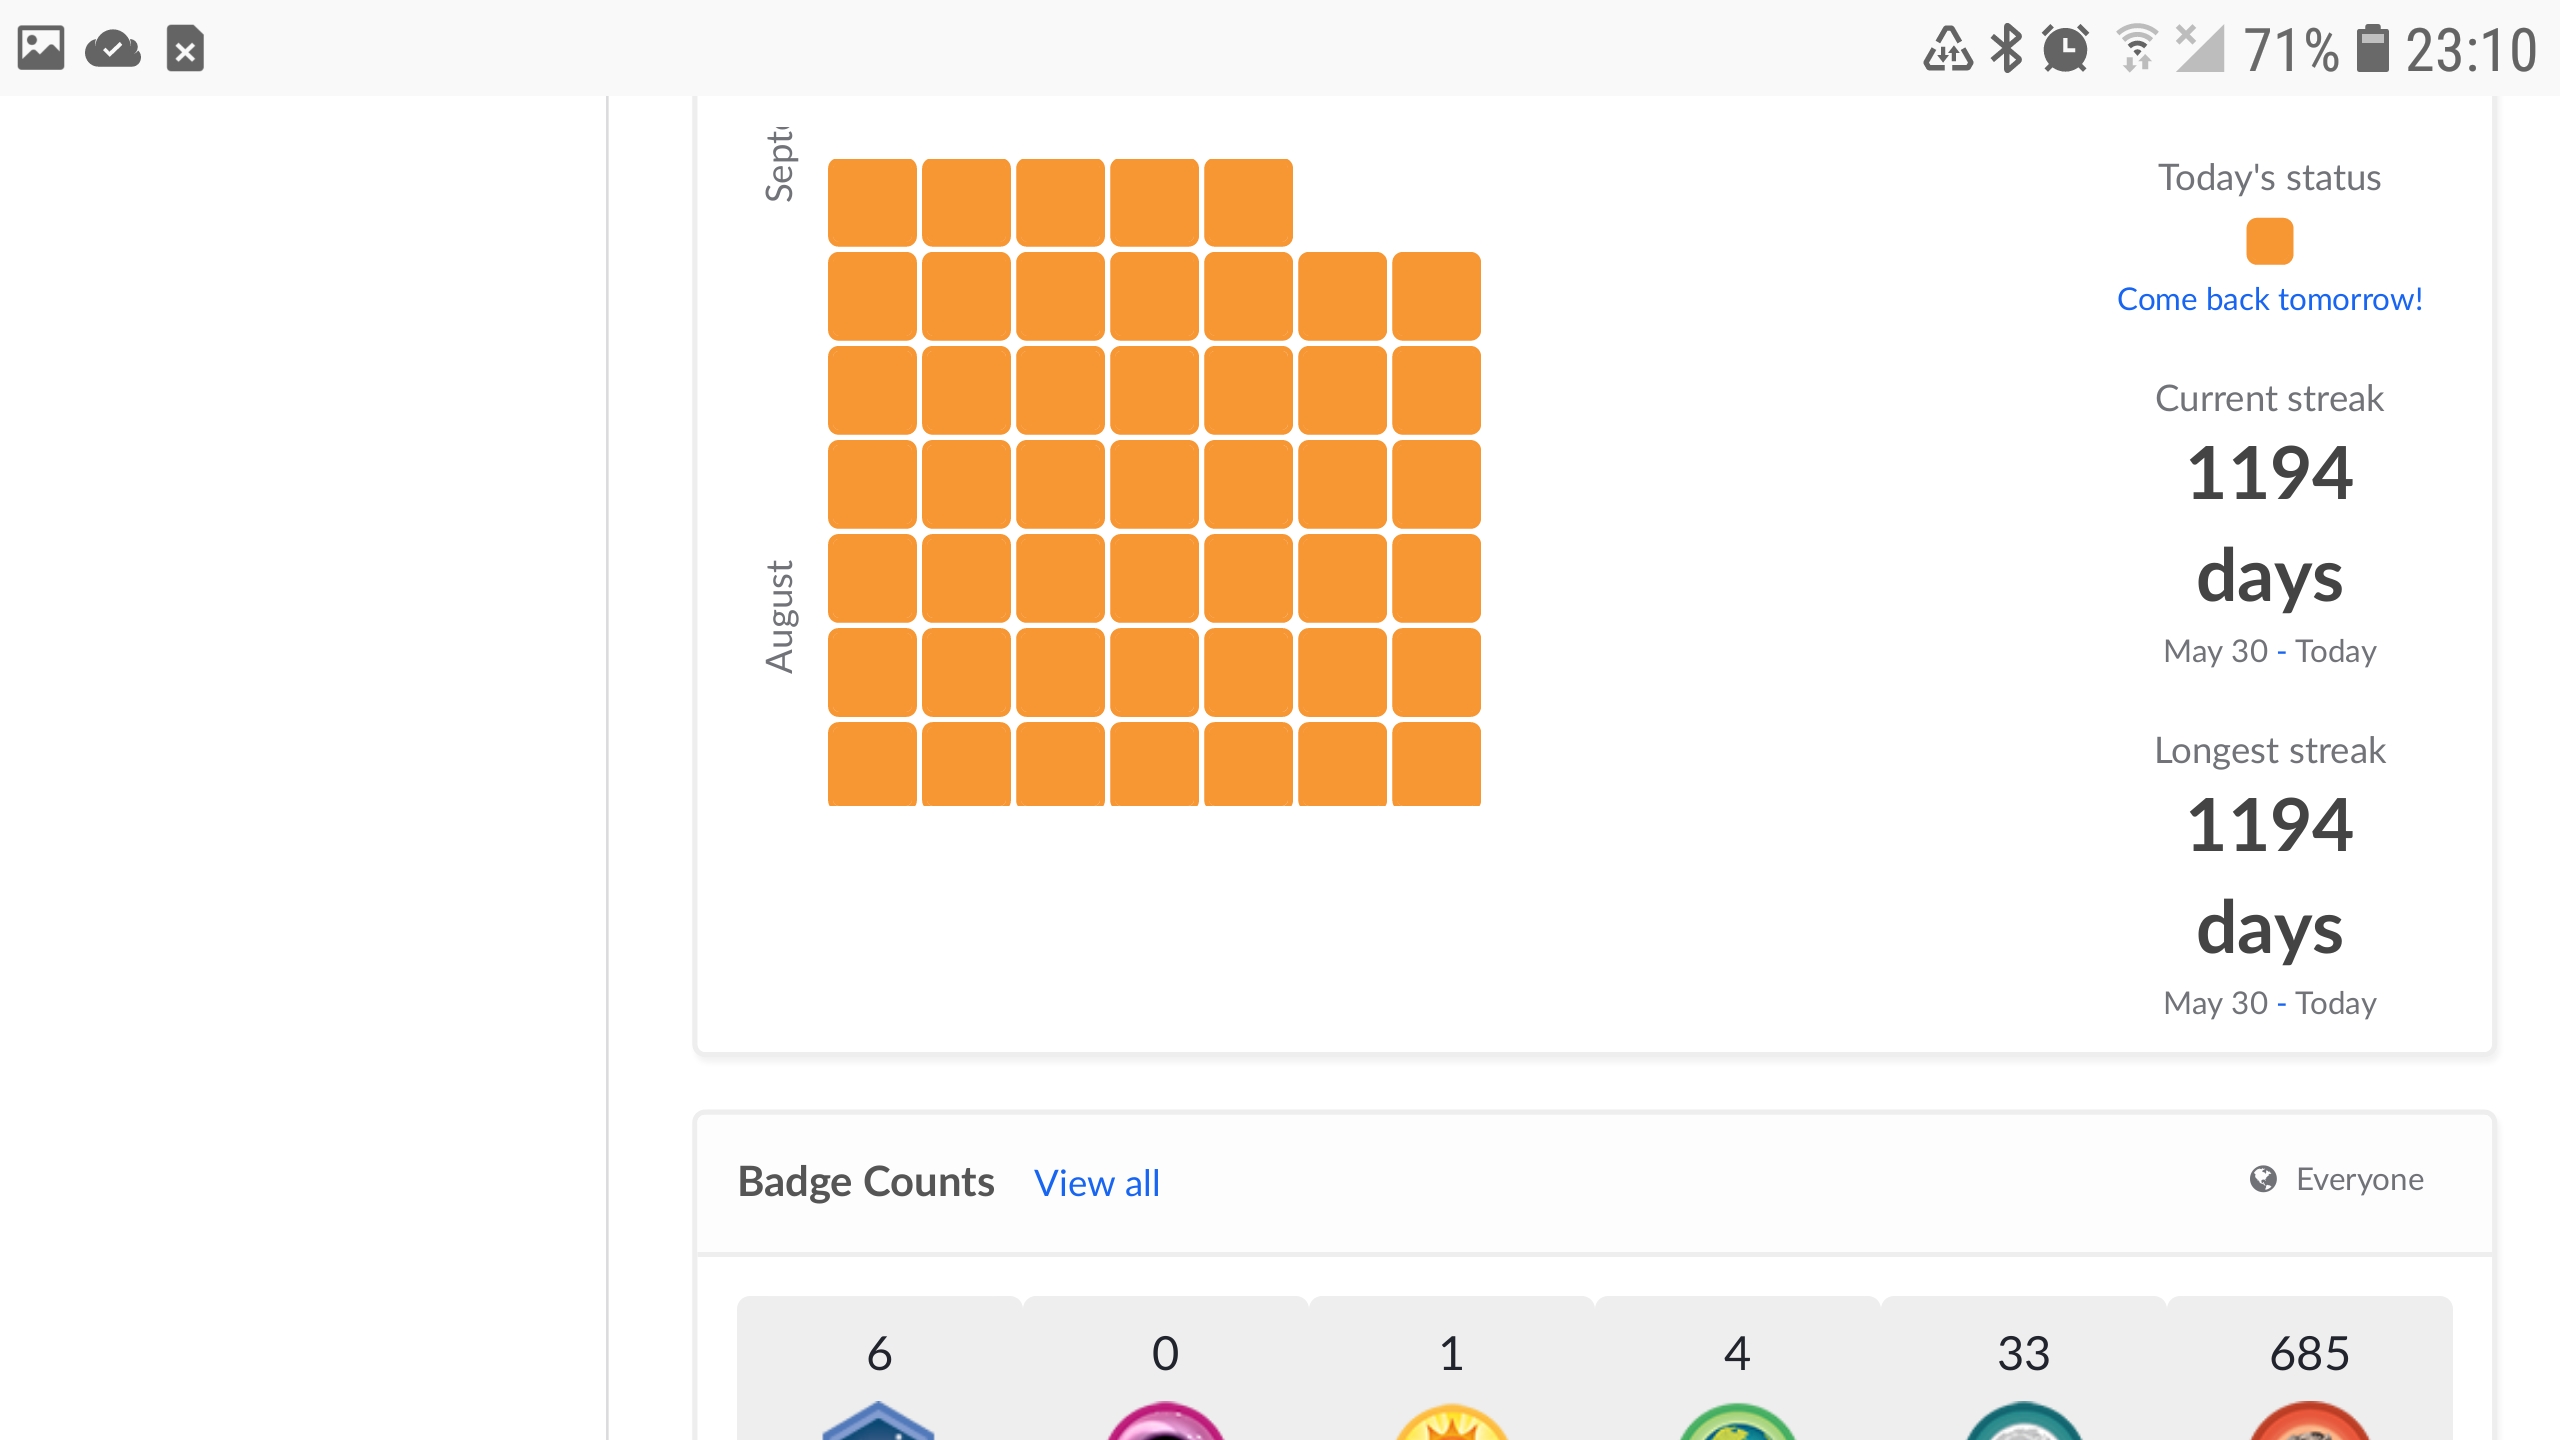 71% 23:10
Sept
August
Today's status
Come back tomorrow!
Current streak
1194
days
May 30 - Today
Longest streak
1194
days
May 30 - Today
Badge Counts View all
Everyone
6 0 1 4 33 685